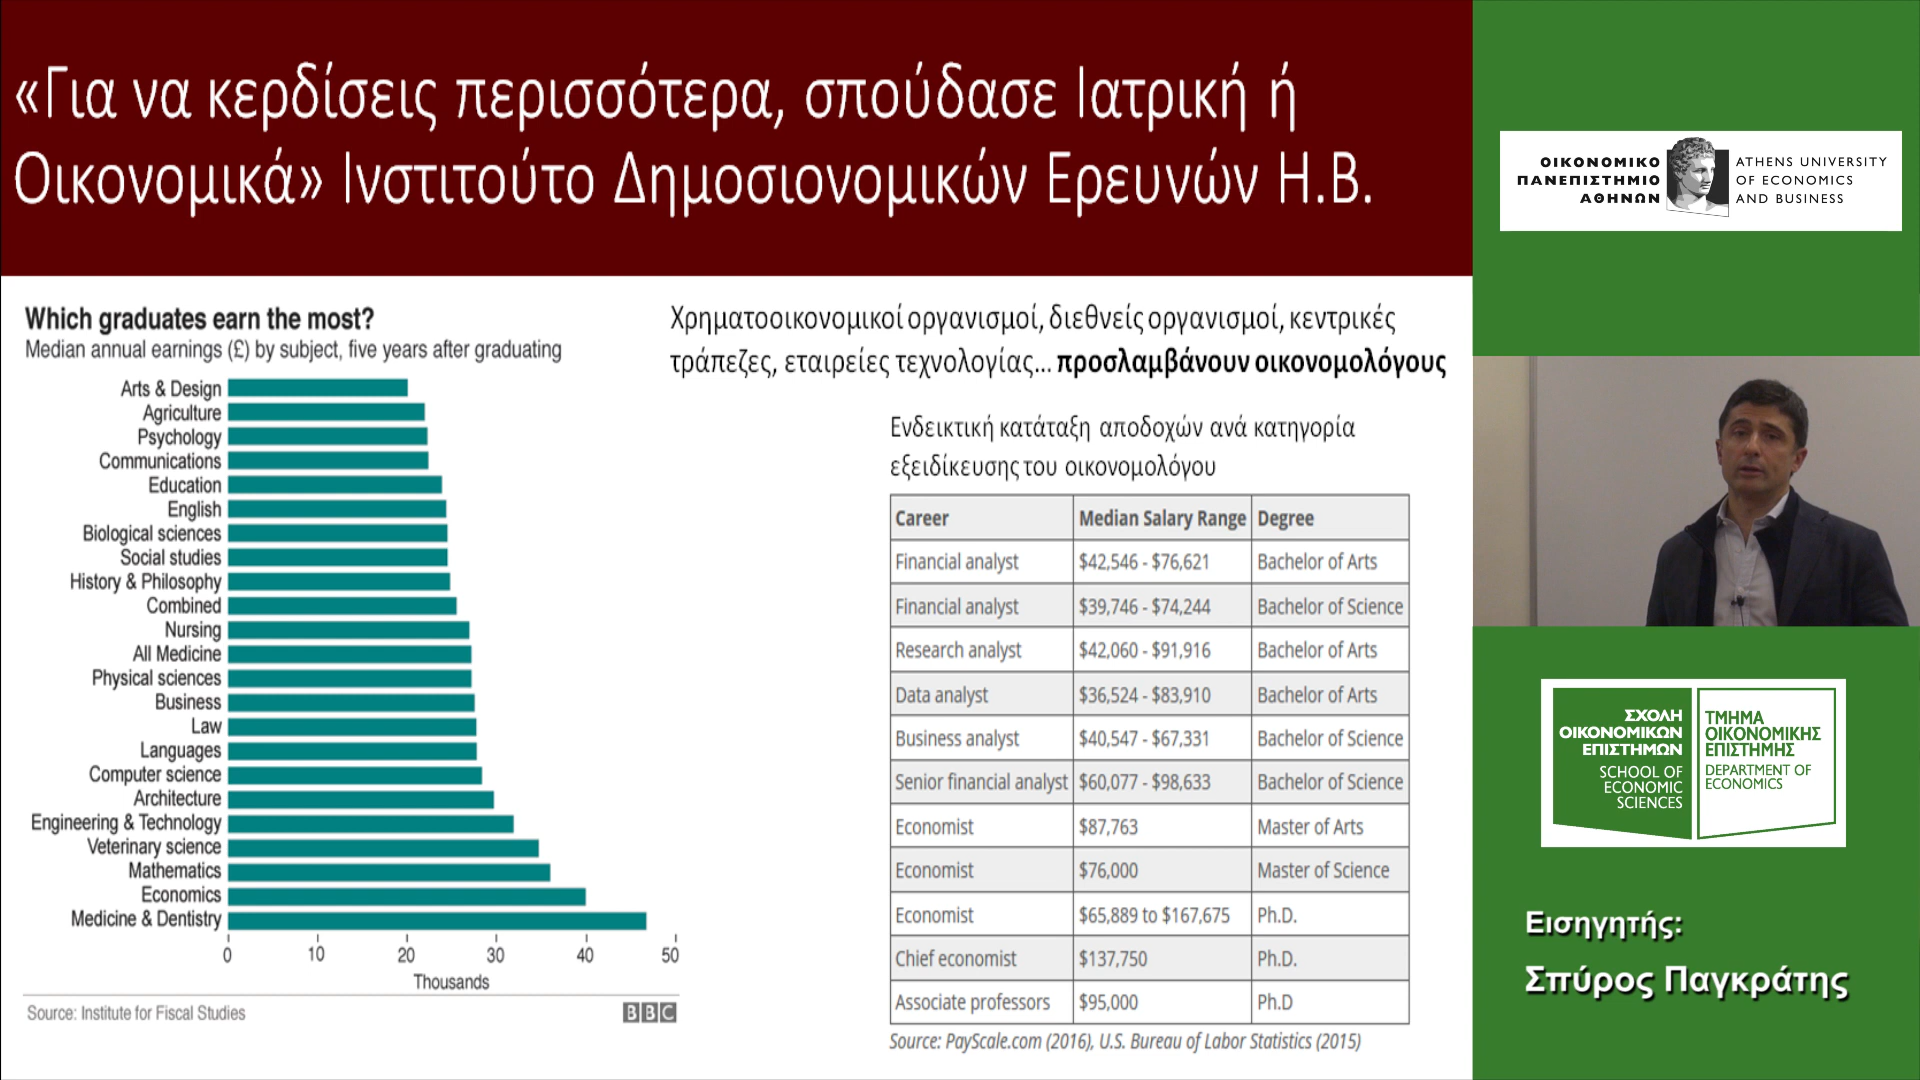 «Για να κερδίσεις περισσότερα, σπούδασε Ιατρική ή
Οικονομικά» Ινστιτούτο Δημοσιονομικών Ερευνών Η.Β.
Which graduates earn the most?
Median annual earnings (£) by subject, five years after graduating
Arts & Design
Agriculture
Psychology
Communications
Education
English
Biological sciences
Social studies
History & Philosophy
Combined
Nursing
All Medicine
Physical sciences
Business
Law
Languages
Computer science
Architecture
Engineering & Technology
Veterinary science
Mathematics
Economics
Medicine & Dentistry
0 10 20 30 40 50
Thousands
Source: Institute for Fiscal Studies
BBC
Χρηματοοικονομικοί οργανισμοί, διεθνείς οργανισμοί, κεντρικές
τράπεζες, εταιρείες τεχνολογίας... προσλαμβάνουν οικονομολόγους
Ενδεικτική κατάταξη αποδοχών ανά κατηγορία
εξειδίκευσης του οικονομολόγου
Career Median Salary Range Degree
Financial analyst $42,546 - $76,621 Bachelor of Arts
Financial analyst $39,746 - $74,244 Bachelor of Science
Research analyst $42,060 - $91,916 Bachelor of Arts
Data analyst $36,524 - $83,910 Bachelor of Arts
Business analyst $40,547 - $67,331 Bachelor of Science
Senior financial analyst $60,077 - $98,633 Bachelor of Science
Economist $87,763 Master of Arts
Economist $76,000 Master of Science
Economist $65,889 to $167,675 Ph.D.
Chief economist $137,750 Ph.D.
Associate professors $95,000 Ph.D
Source: PayScale.com (2016), U.S. Bureau of Labor Statistics (2015)
ΟΙΚΟΝΟΜΙΚΟ
ΠΑΝΕΠΙΣΤΗΜΙΟ
ΑΘΗΝΩΝ
ATHENS UNIVERSITY
OF ECONOMICS
AND BUSINESS
ΣΧΟΛΗ
ΟΙΚΟΝΟΜΙΚΩΝ
ΕΠΙΣΤΗΜΩΝ
SCHOOL OF
ECONOMIC
SCIENCES
ΤΜΗΜΑ
ΟΙΚΟΝΟΜΙΚΗΣ
ΕΠΙΣΤΗΜΗΣ
DEPARTMENT OF
ECONOMICS
Εισηγητής:
Σπύρος Παγκράτης